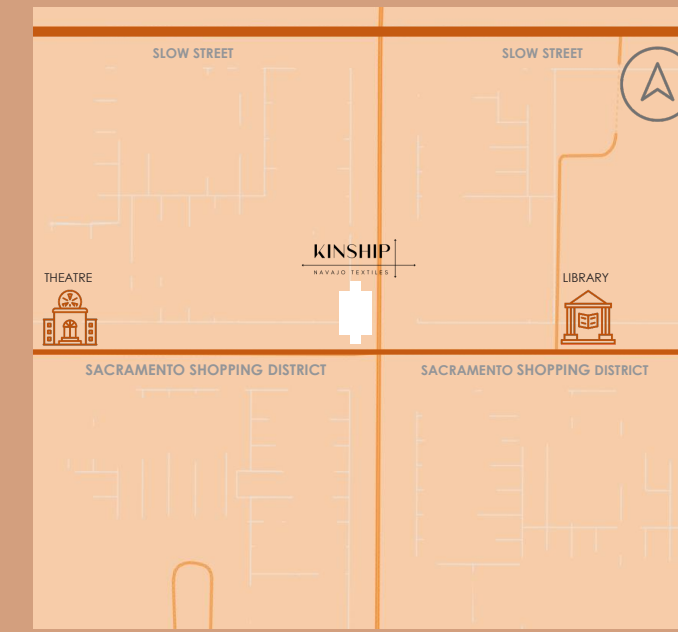 SLOW STREET
SLOW STREET
KINSHIP
NAVAJO TEXTILES
THEATRE
LIBRARY
SACRAMENTO SHOPPING DISTRICT
SACRAMENTO SHOPPING DISTRICT